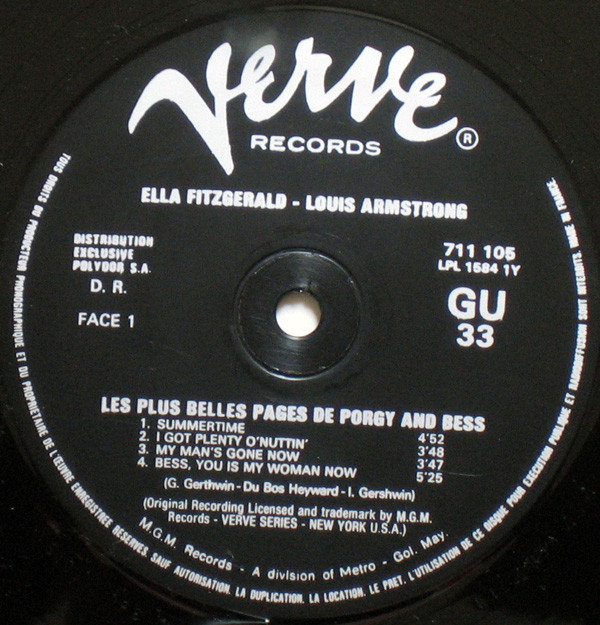 Verve
RECORDS ®
ELLA FITZGERALD - LOUIS ARMSTRONG
DISTRIBUTION
EXCLUSIVE
POLYDOR S.A.
D. R.
FACE 1
711 105
LPL 1584 1Y
GU
33
LES PLUS BELLES PAGES DE PORGY AND BESS
1. SUMMERTIME 4'52
2. I GOT PLENTY O'NUTTIN' 3'48
3. MY MAN'S GONE NOW 3'47
4. BESS, YOU IS MY WOMAN NOW 5'25
(G. Gerthwin - Du Bos Heyward - I. Gershwin)
(Original Recording Licensed and trademark by M.G.M.
Records - VERVE SERIES - NEW YORK U.S.A.)
M.G.M. Records - A division of Metro - Gol. May.
TOUS DROITS DU PRODUCTEUR PHONOGRAPHIQUE ET DU PROPRIETAIRE DE L'ŒUVRE ENREGISTREE RESERVES. SAUF AUTORISATION. LA DUPLICATION. LA LOCATION. LE PRET. L'UTILISATION DE CE DISQUE POUR EXECUTION PUBLIQUE ET RADIODIFFUSION SONT INTERDITS. MADE IN FRANCE.